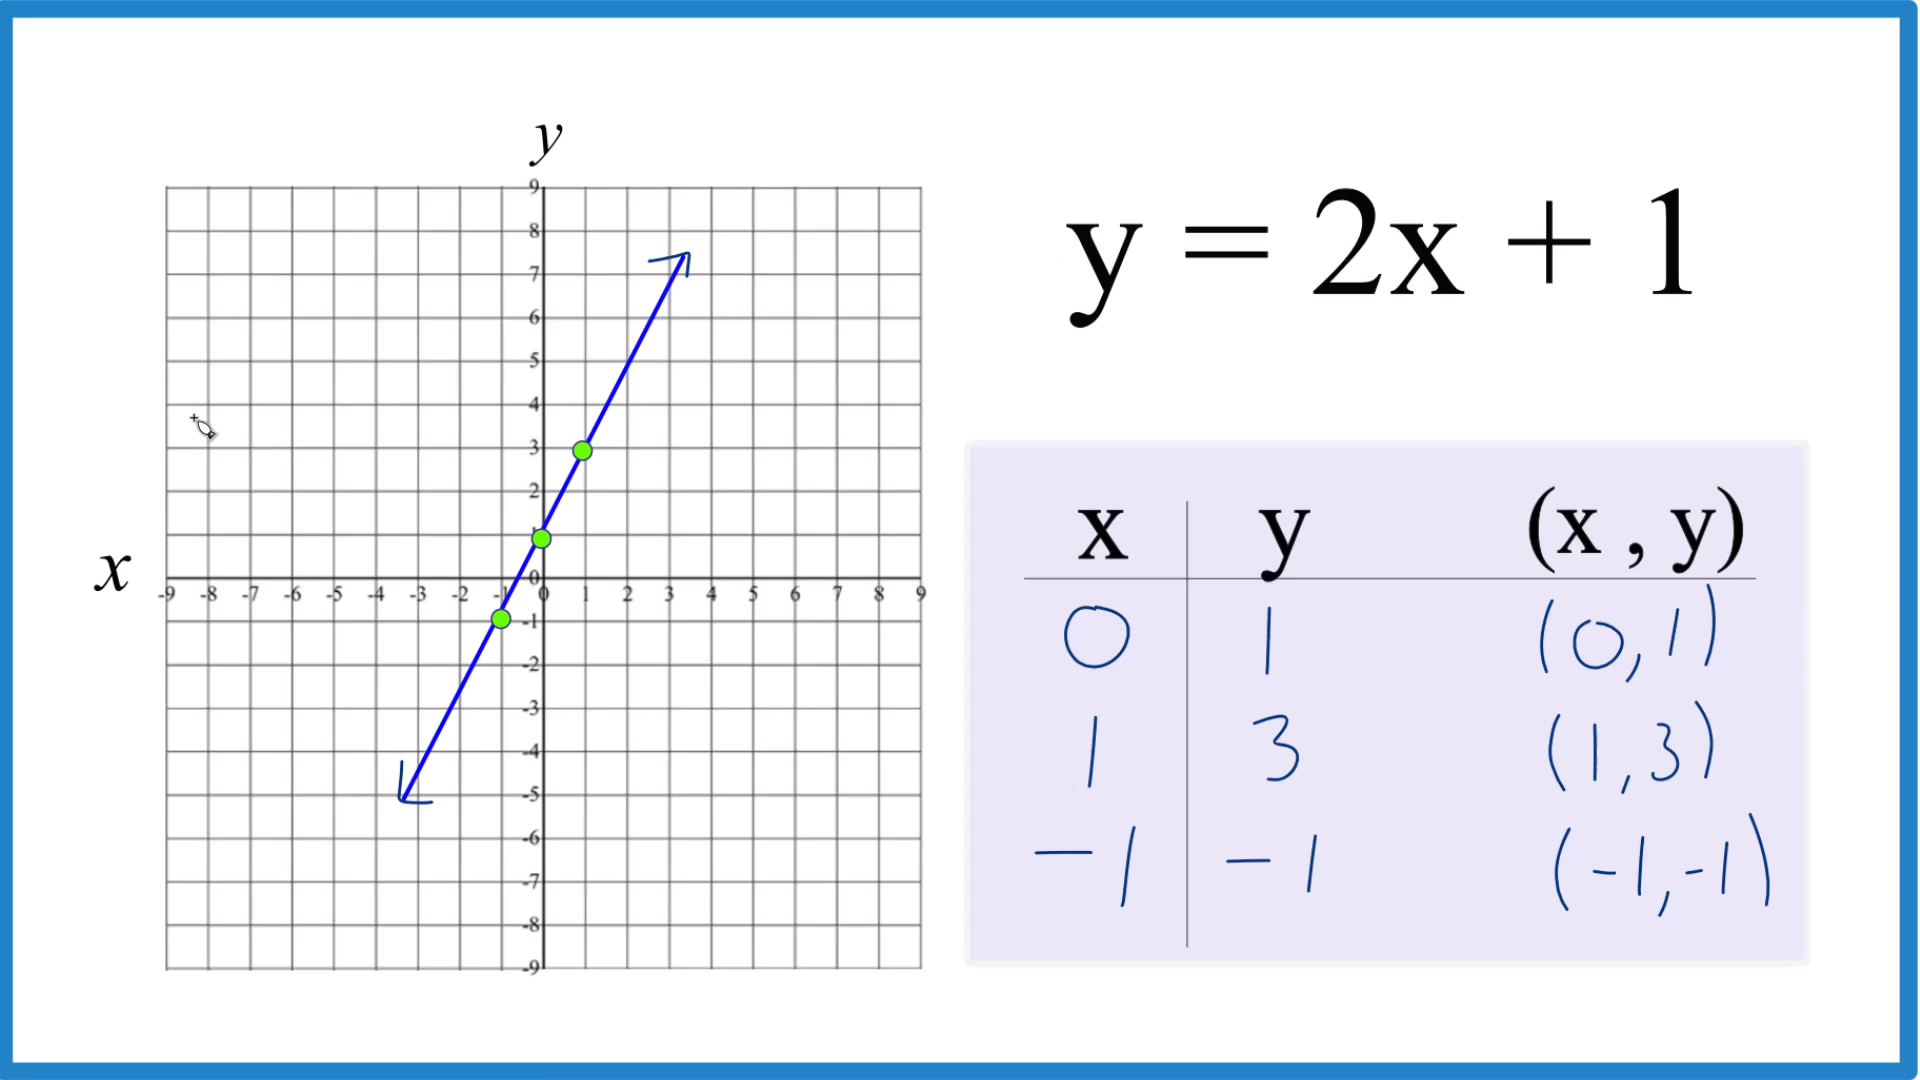 y
9
8
7
6
5
4
3
2
1
0
x
-9 -8 -7 -6 -5 -4 -3 -2 -1 0 1 2 3 4 5 6 7 8 9
-1
-2
-3
-4
-5
-6
-7
-8
-9
y = 2x + 1
x y (x , y)
0 1 (0,1)
1 3 (1,3)
-1 -1 (-1,-1)